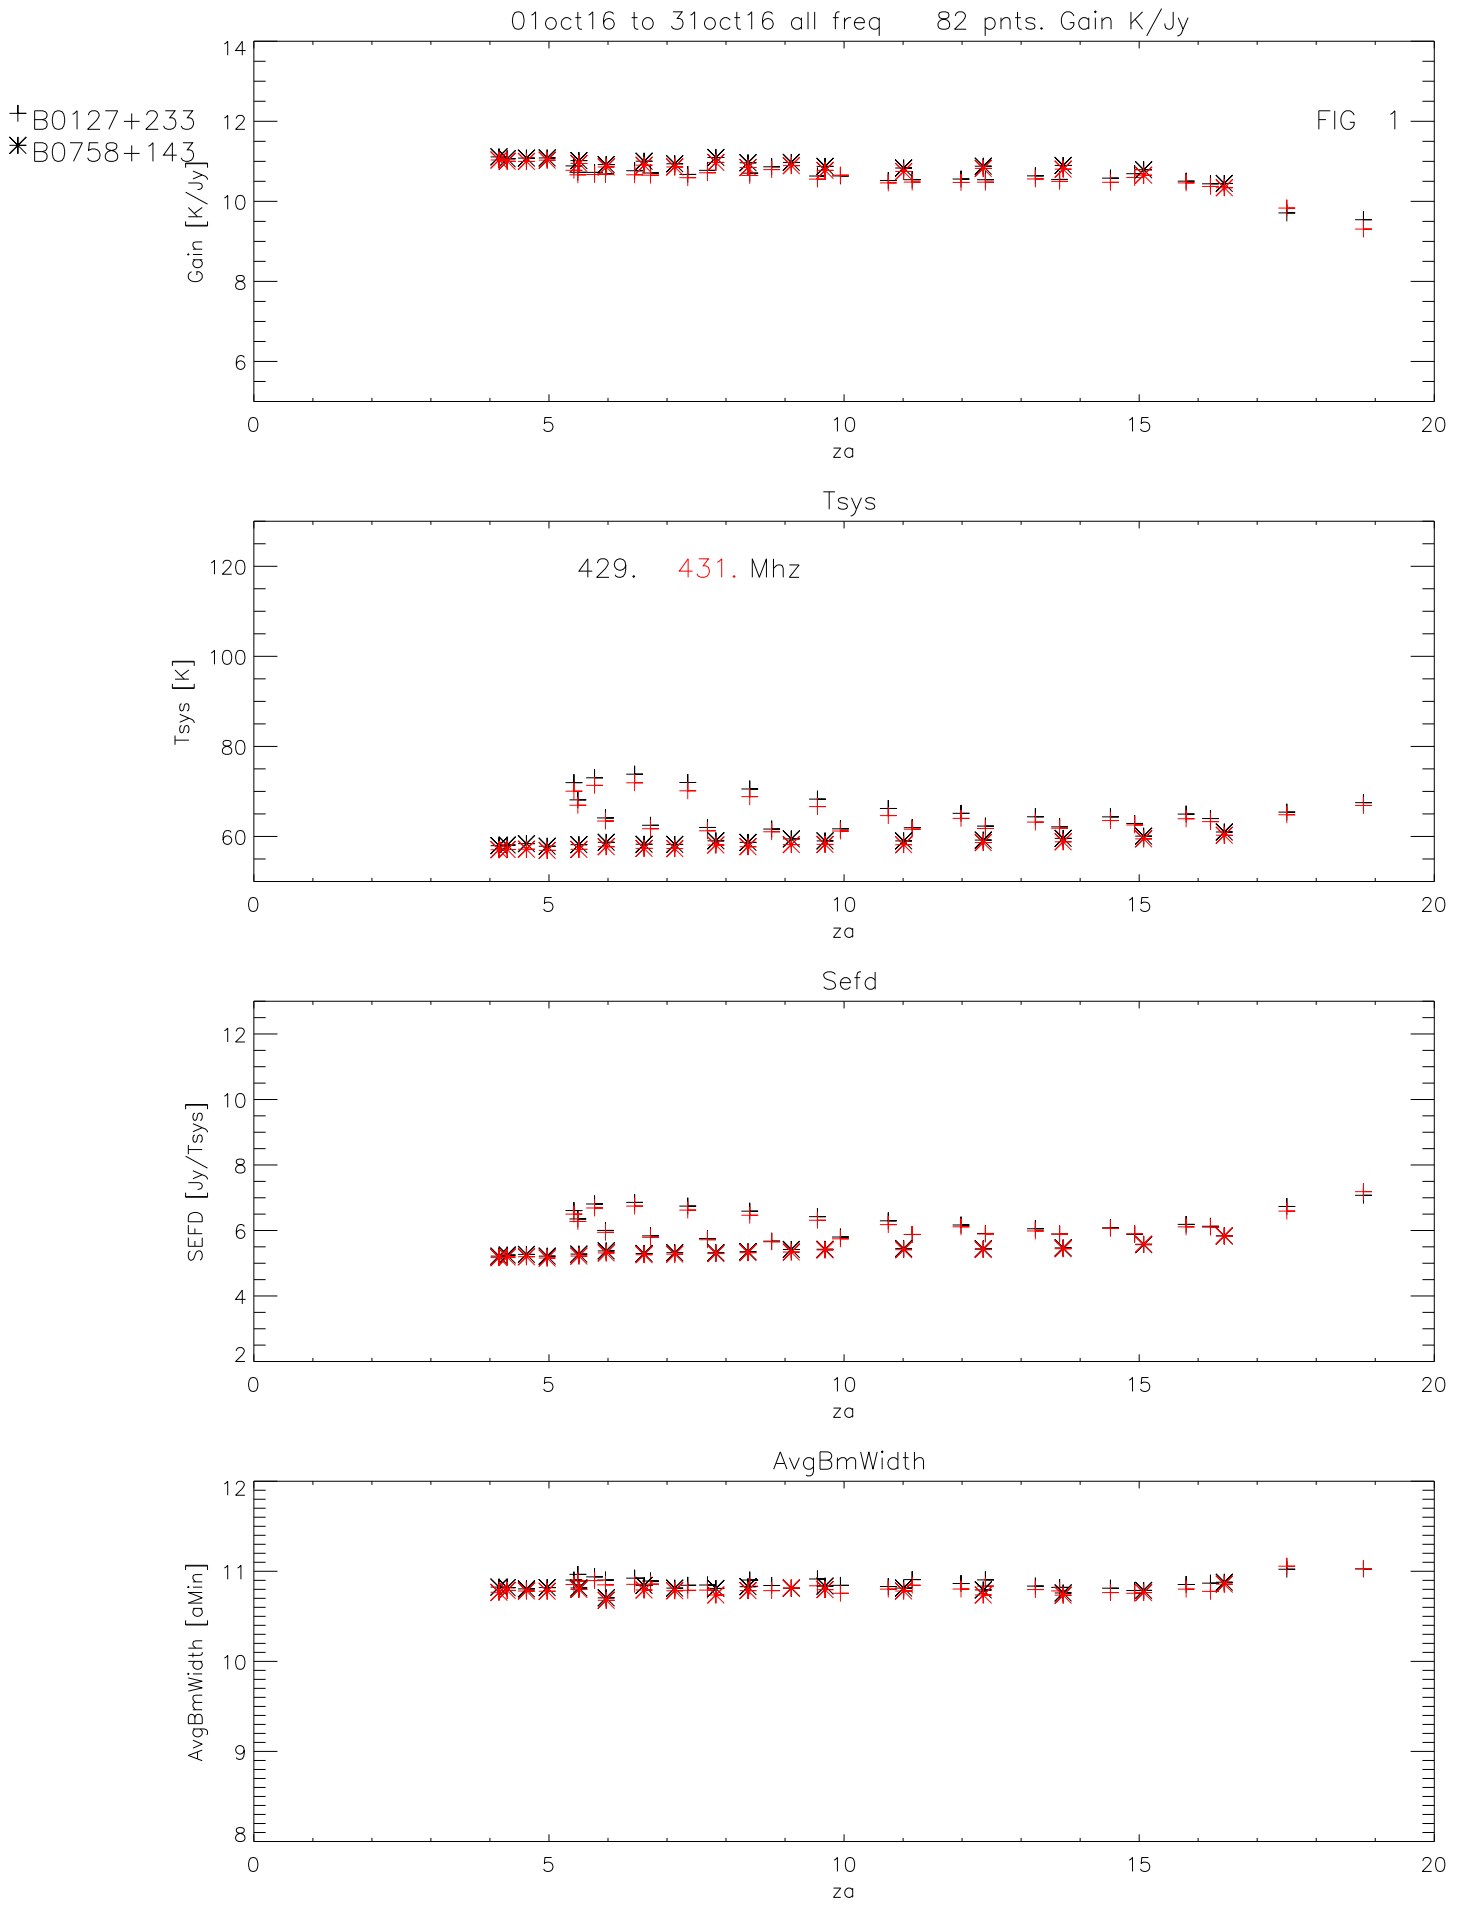 01oct16 to 31oct16 all freq 82 pnts. Gain K/Jy
+B0127+233
*B0758+143
FIG 1
Gain [K/Jy]
14
12
10
8
6
0 5 10 15 20
za
Tsys
429. 431. Mhz
Tsys [K]
120
100
80
60
0 5 10 15 20
za
Sefd
SEFD [Jy/Tsys]
12
10
8
6
4
2
0 5 10 15 20
za
AvgBmWidth
AvgBmWidth [aMin]
12
11
10
9
8
0 5 10 15 20
za